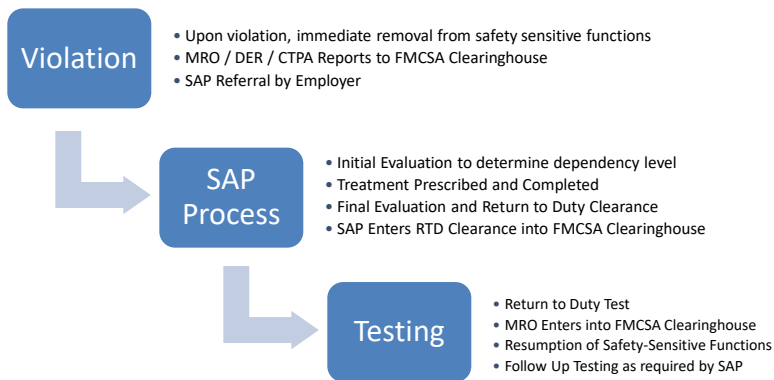 Violation
• Upon violation, immediate removal from safety sensitive functions
• MRO / DER / CTPA Reports to FMCSA Clearinghouse
• SAP Referral by Employer
SAP
Process
• Initial Evaluation to determine dependency level
• Treatment Prescribed and Completed
• Final Evaluation and Return to Duty Clearance
• SAP Enters RTD Clearance into FMCSA Clearinghouse
Testing
• Return to Duty Test
• MRO Enters into FMCSA Clearinghouse
• Resumption of Safety-Sensitive Functions
• Follow Up Testing as required by SAP